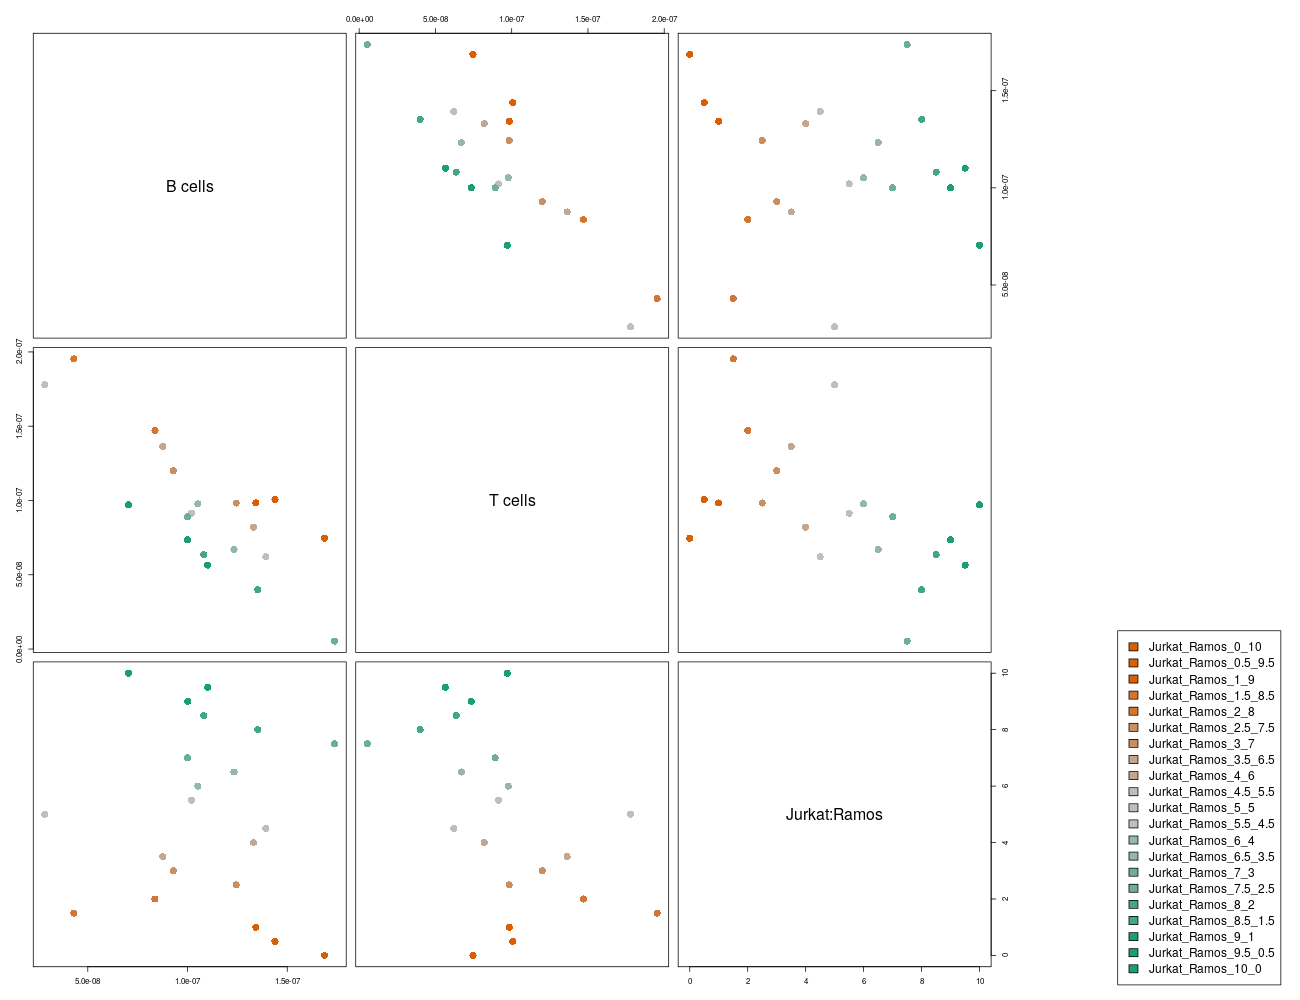 0.0e+00 5.0e-08 1.0e-07 1.5e-07 2.0e-07
B cells
5.0e-08 1.0e-07 1.5e-07
0.0e+00 5.0e-08 1.0e-07 1.5e-07 2.0e-07
T cells
Jurkat:Ramos
0 2 4 6 8 10
5.0e-08 1.0e-07 1.5e-07
0 2 4 6 8 10
Jurkat_Ramos_0_10
Jurkat_Ramos_0.5_9.5
Jurkat_Ramos_1_9
Jurkat_Ramos_1.5_8.5
Jurkat_Ramos_2_8
Jurkat_Ramos_2.5_7.5
Jurkat_Ramos_3_7
Jurkat_Ramos_3.5_6.5
Jurkat_Ramos_4_6
Jurkat_Ramos_4.5_5.5
Jurkat_Ramos_5_5
Jurkat_Ramos_5.5_4.5
Jurkat_Ramos_6_4
Jurkat_Ramos_6.5_3.5
Jurkat_Ramos_7_3
Jurkat_Ramos_7.5_2.5
Jurkat_Ramos_8_2
Jurkat_Ramos_8.5_1.5
Jurkat_Ramos_9_1
Jurkat_Ramos_9.5_0.5
Jurkat_Ramos_10_0